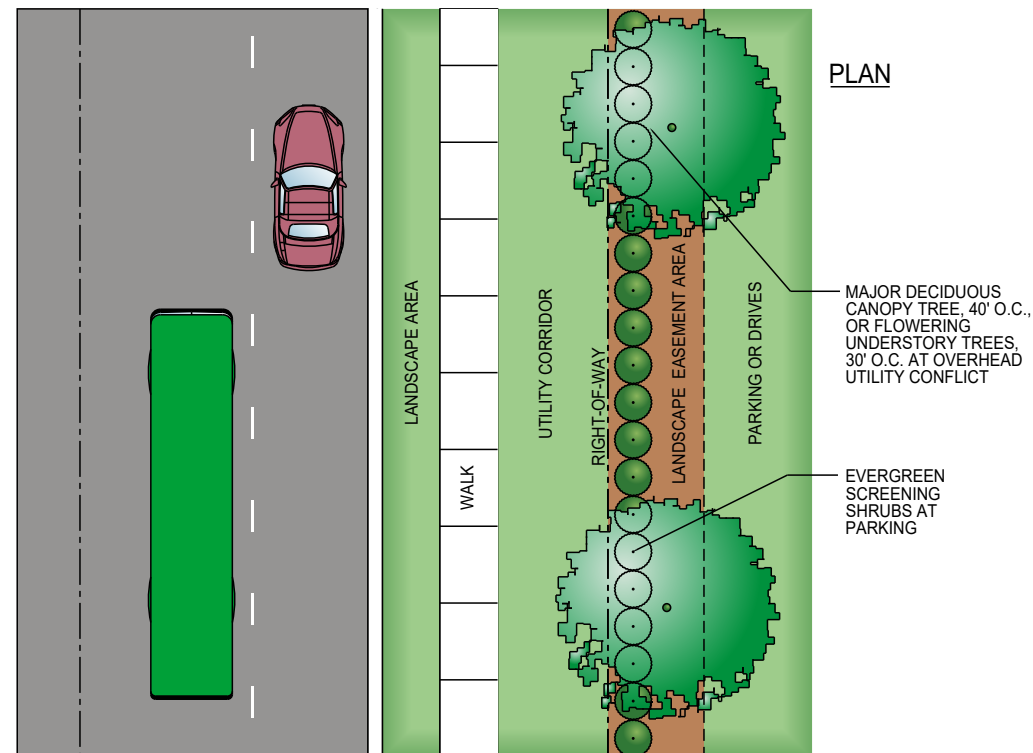 PLAN
LANDSCAPE AREA
WALK
UTILITY CORRIDOR
RIGHT-OF-WAY
LANDSCAPE EASEMENT AREA
PARKING OR DRIVES
MAJOR DECIDUOUS
CANOPY TREE, 40' O.C.,
OR FLOWERING
UNDERSTORY TREES,
30' O.C. AT OVERHEAD
UTILITY CONFLICT
EVERGREEN
SCREENING
SHRUBS AT
PARKING